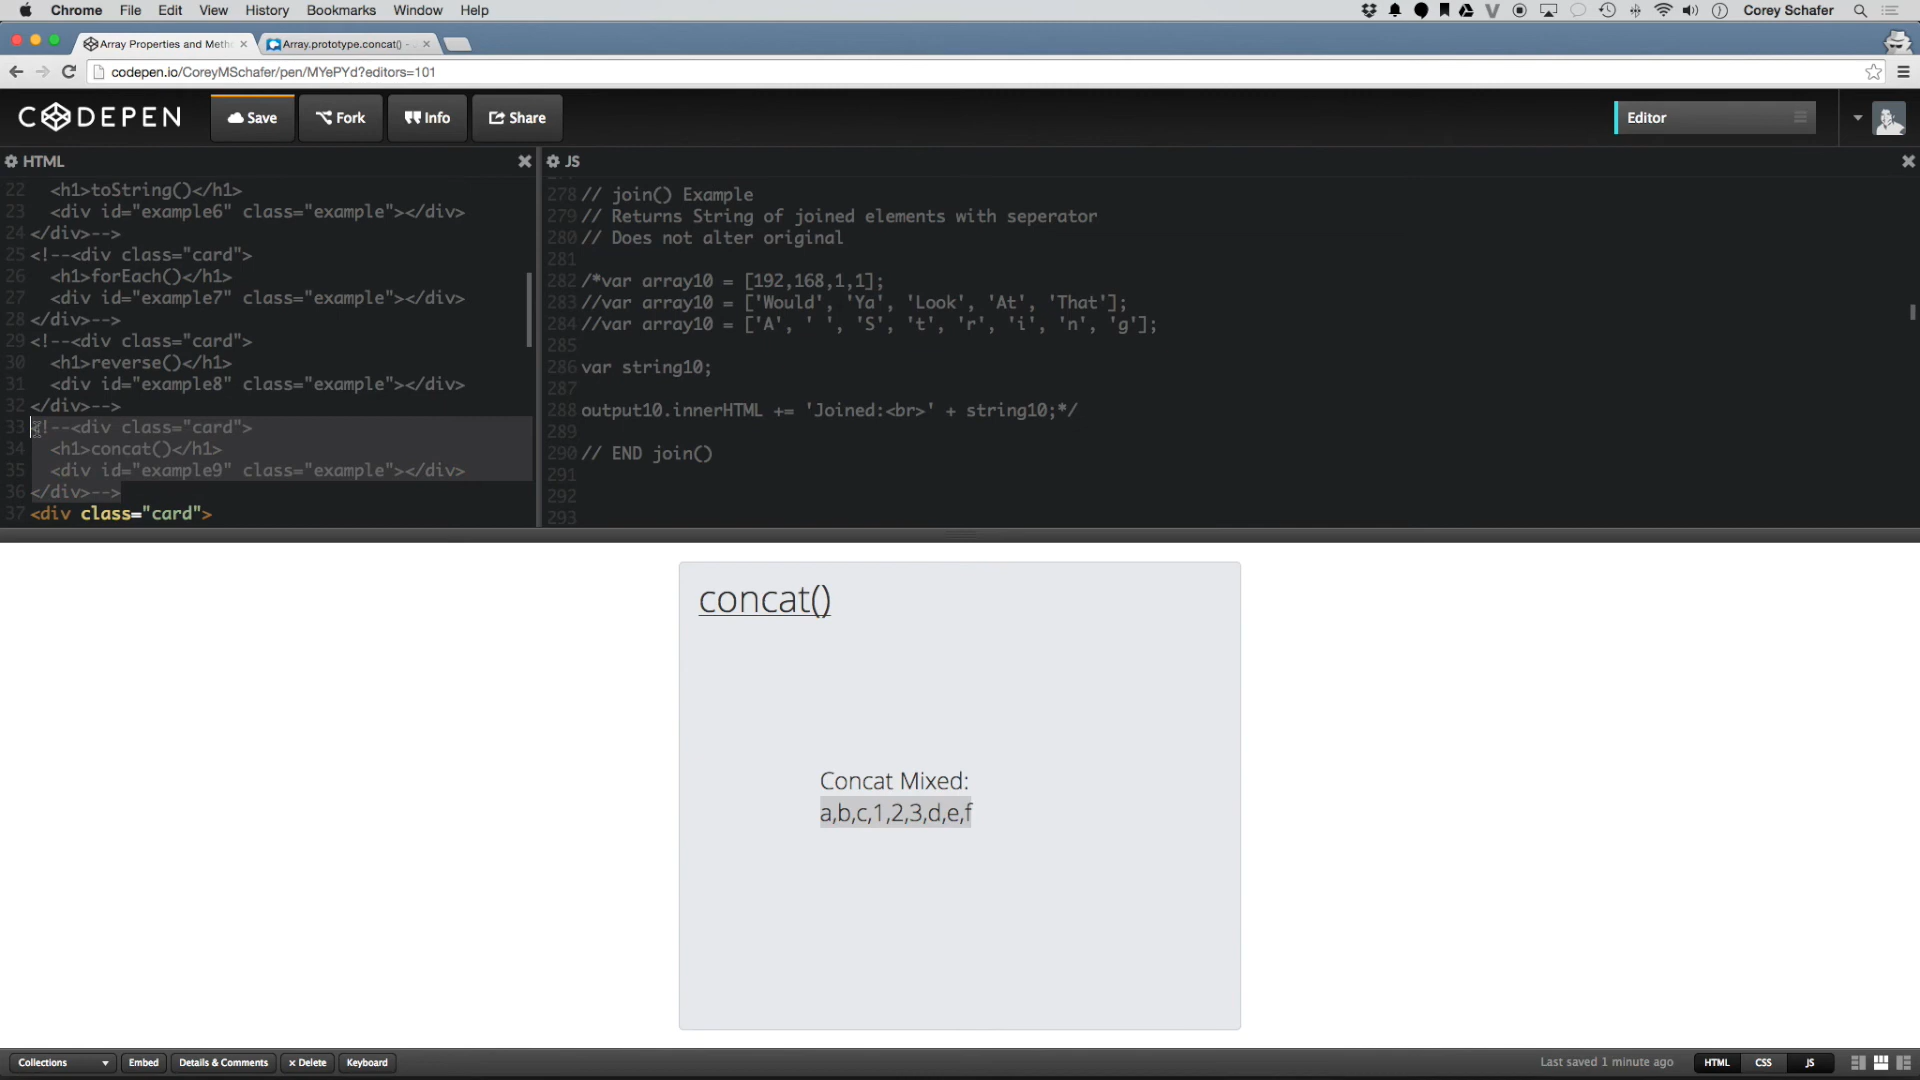 Chrome File Edit View History Bookmarks Window Help Corey Schafer
Array Properties and Meth Array.prototype.concat() -
codepen.io/CoreyMSchafer/pen/MYePYd?editors=101
CODEPEN Save Fork Info Share Editor
HTML
22 <h1>toString()</h1>
23 <div id="example6" class="example"></div>
24 </div>-->
25 <!--<div class="card">
26 <h1>forEach()</h1>
27 <div id="example7" class="example"></div>
28 </div>-->
29 <!--<div class="card">
30 <h1>reverse()</h1>
31 <div id="example8" class="example"></div>
32 </div>-->
33 <!--<div class="card">
34 <h1>concat()</h1>
35 <div id="example9" class="example"></div>
36 </div>-->
37 <div class="card">
JS
278 // join() Example
279 // Returns String of joined elements with seperator
280 // Does not alter original
281
282 /*var array10 = [192,168,1,1];
283 //var array10 = ['Would', 'Ya', 'Look', 'At', 'That'];
284 //var array10 = ['A', ' ', 'S', 't', 'r', 'i', 'n', 'g'];
285
286 var string10;
287
288 output10.innerHTML += 'Joined:<br>' + string10;*/
289
290 // END join()
291
292
293
concat()
Concat Mixed:
a,b,c,1,2,3,d,e,f
Collections Embed Details & Comments × Delete Keyboard Last saved 1 minute ago HTML CSS JS